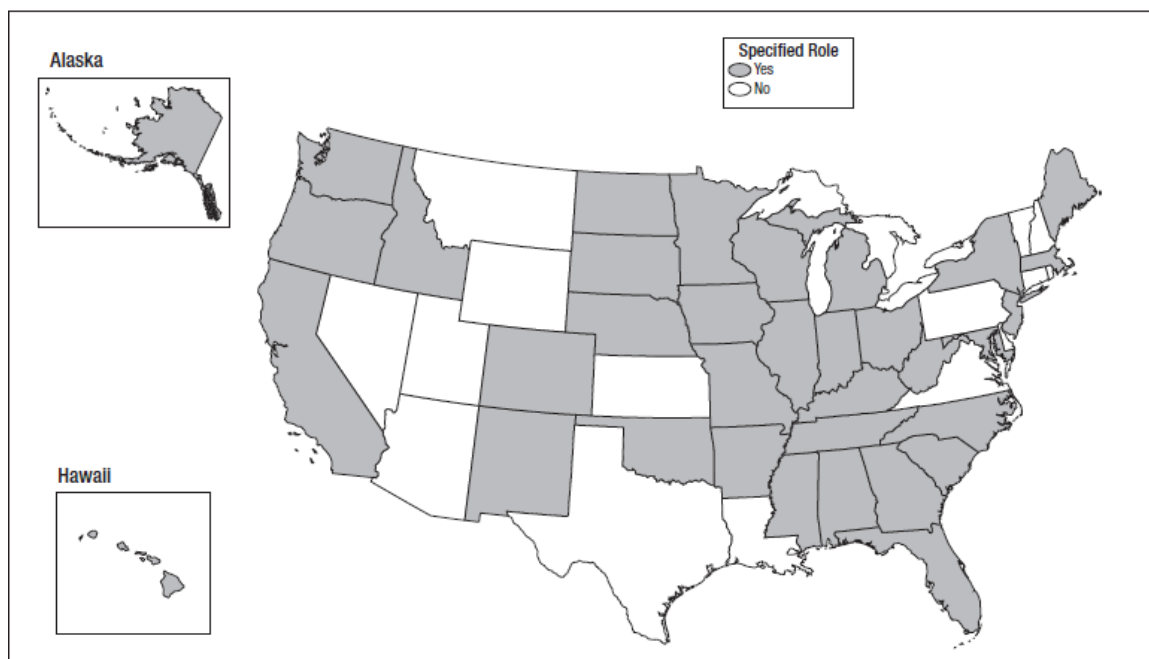 Alaska
Specified Role
Yes
No
Hawaii